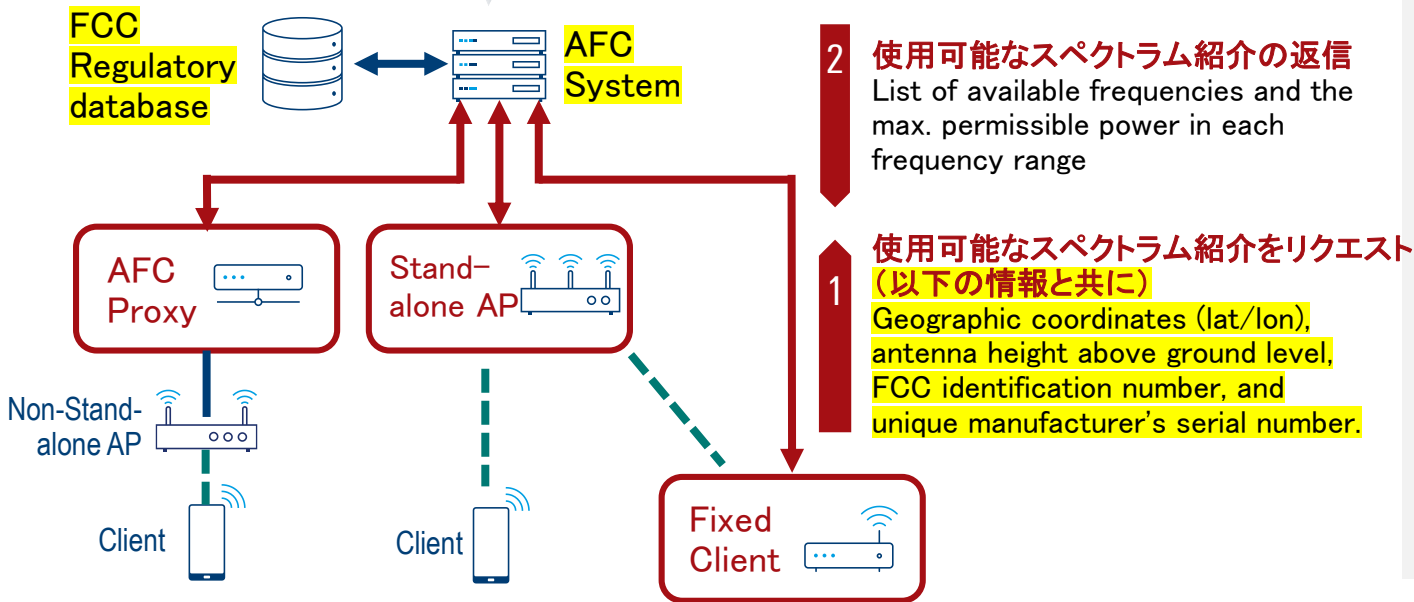 FCC
Regulatory
database
AFC
System
2
使用可能なスペクトラム紹介の返信
List of available frequencies and the
max. permissible power in each
frequency range
1
使用可能なスペクトラム紹介をリクエスト
（以下の情報と共に）
Geographic coordinates (lat/lon),
antenna height above ground level,
FCC identification number, and
unique manufacturer's serial number.
AFC
Proxy
Stand-
alone AP
Non-Stand-
alone AP
Client
Client
Fixed
Client